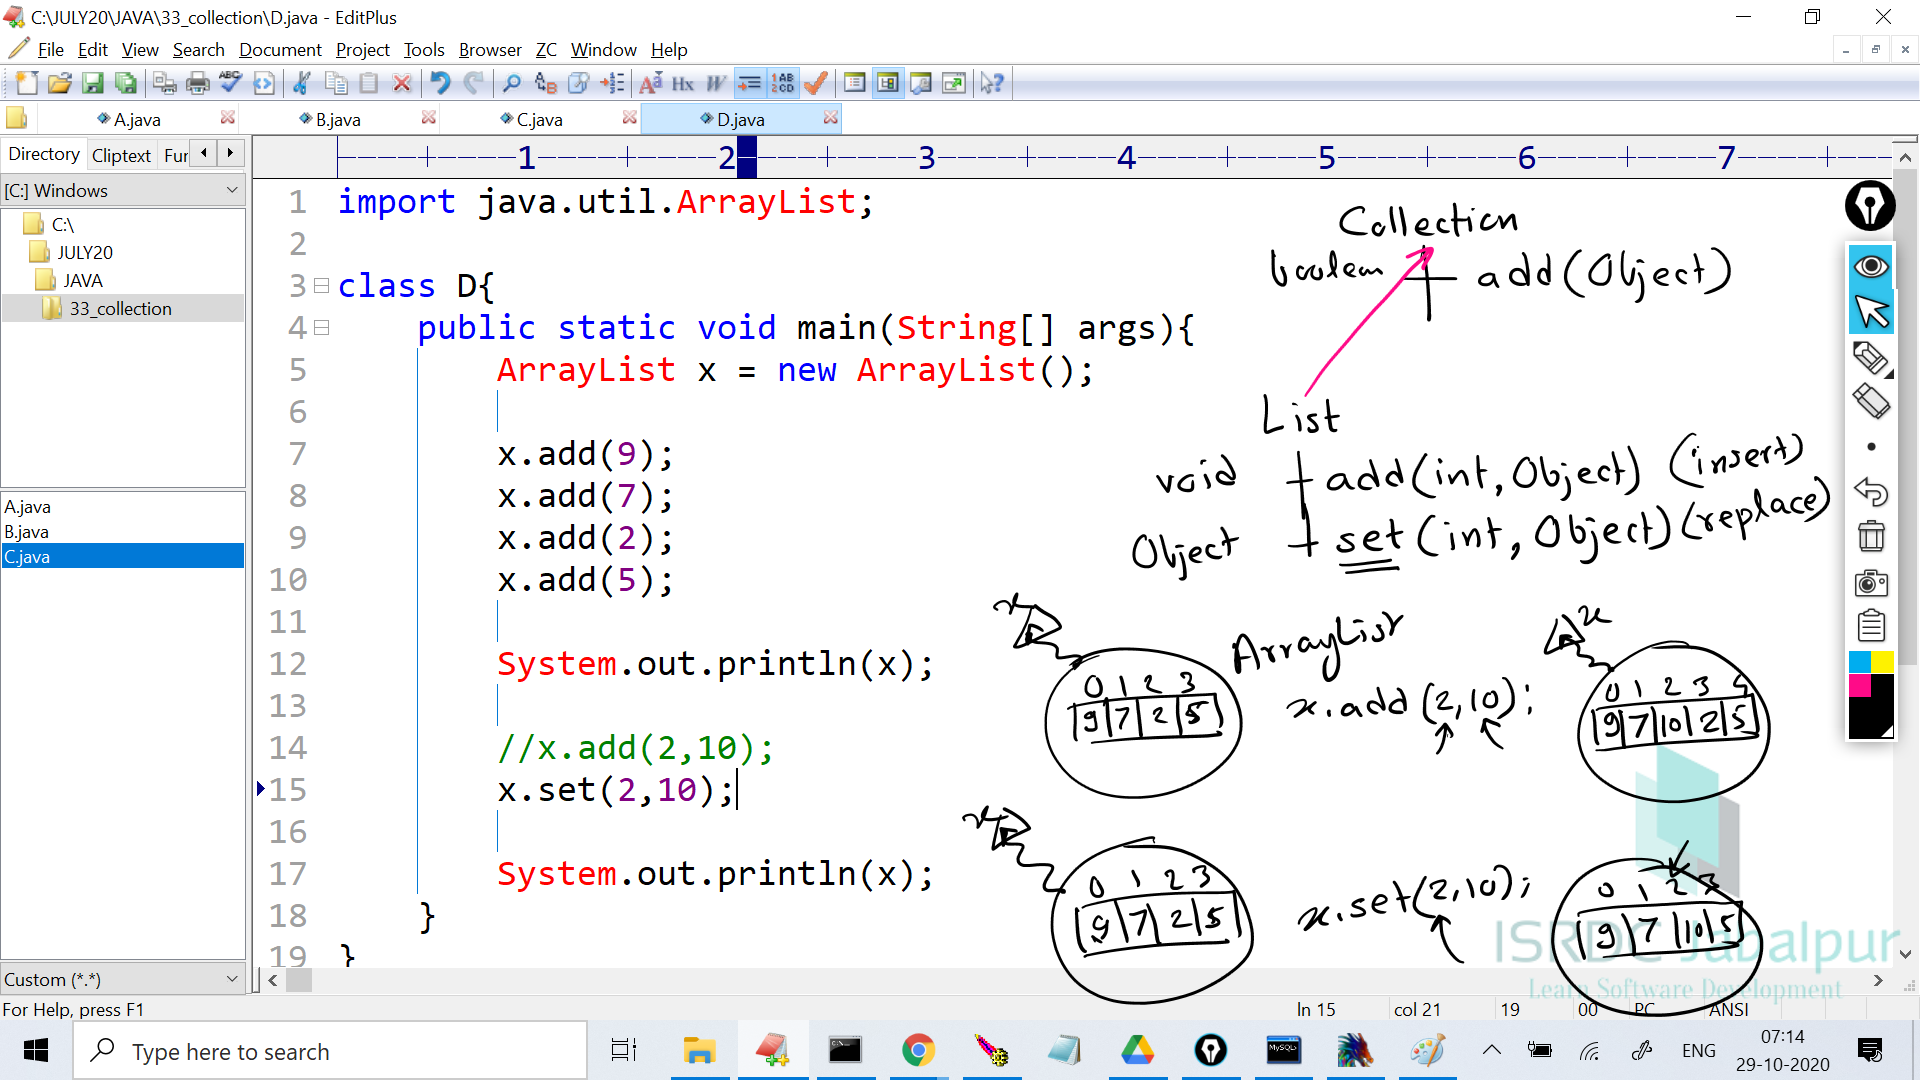 C:\JULY20\JAVA\33_collection\D.java - EditPlus
File Edit View Search Document Project Tools Browser ZC Window Help
A.java B.java C.java D.java
Directory Cliptext Fur
[C:] Windows
C:\
JULY20
JAVA
33_collection
A.java
B.java
C.java
Custom (*.*)
1 2 3 4 5 6 7
1 import java.util.ArrayList;
2
3 class D{
4 public static void main(String[] args){
5 ArrayList x = new ArrayList();
6
7 x.add(9);
8 x.add(7);
9 x.add(2);
10 x.add(5);
11
12 System.out.println(x);
13
14 //x.add(2,10);
15 x.set(2,10);
16
17 System.out.println(x);
18 }
19 }
Collection
boolean add(Object)
List
void add(int, Object) (insert)
Object set(int, Object) (replace)
ArrayList
x
0 1 2 3
9 7 2 5
x.add(2,10);
x
0 1 2 3 4
9 7 10 2 5
x
0 1 2 3
9 7 2 5
x.set(2,10);
0 1 2 3
9 7 10 5
ISRDC Jabalpur
Learn Software Development
For Help, press F1
ln 15 col 21 19 00 PC ANSI
Type here to search
ENG
07:14
29-10-2020